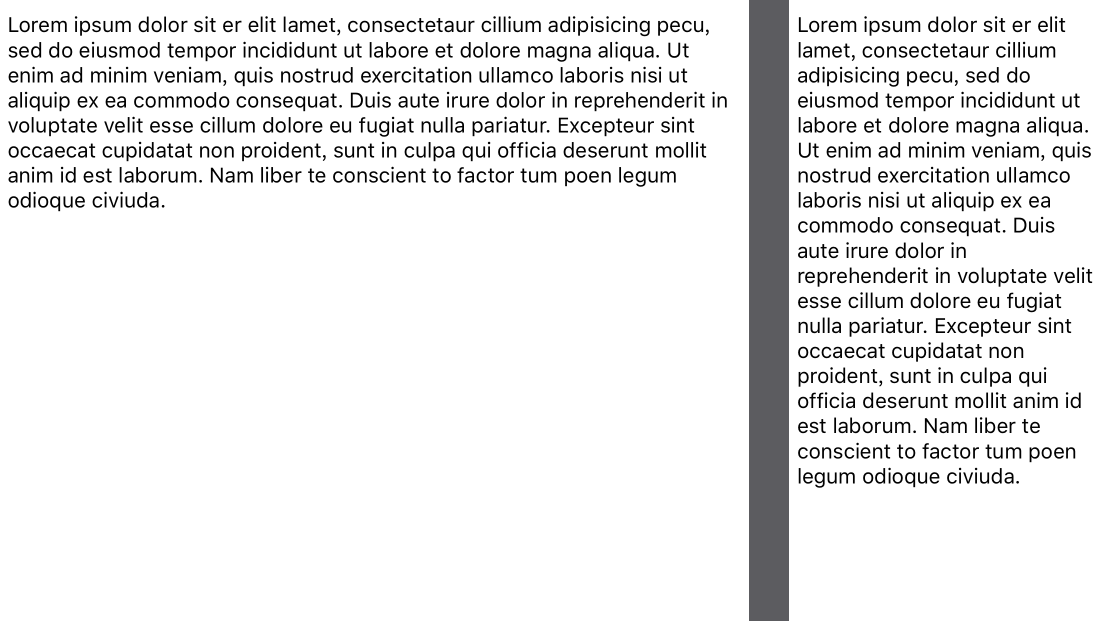 Lorem ipsum dolor sit er elit lamet, consectetaur cillium adipisicing pecu,
sed do eiusmod tempor incididunt ut labore et dolore magna aliqua. Ut
enim ad minim veniam, quis nostrud exercitation ullamco laboris nisi ut
aliquip ex ea commodo consequat. Duis aute irure dolor in reprehenderit in
voluptate velit esse cillum dolore eu fugiat nulla pariatur. Excepteur sint
occaecat cupidatat non proident, sunt in culpa qui officia deserunt mollit
anim id est laborum. Nam liber te conscient to factor tum poen legum
odioque civiuda.
Lorem ipsum dolor sit er elit
lamet, consectetaur cillium
adipisicing pecu, sed do
eiusmod tempor incididunt ut
labore et dolore magna aliqua.
Ut enim ad minim veniam, quis
nostrud exercitation ullamco
laboris nisi ut aliquip ex ea
commodo consequat. Duis
aute irure dolor in
reprehenderit in voluptate velit
esse cillum dolore eu fugiat
nulla pariatur. Excepteur sint
occaecat cupidatat non
proident, sunt in culpa qui
officia deserunt mollit anim id
est laborum. Nam liber te
conscient to factor tum poen
legum odioque civiuda.